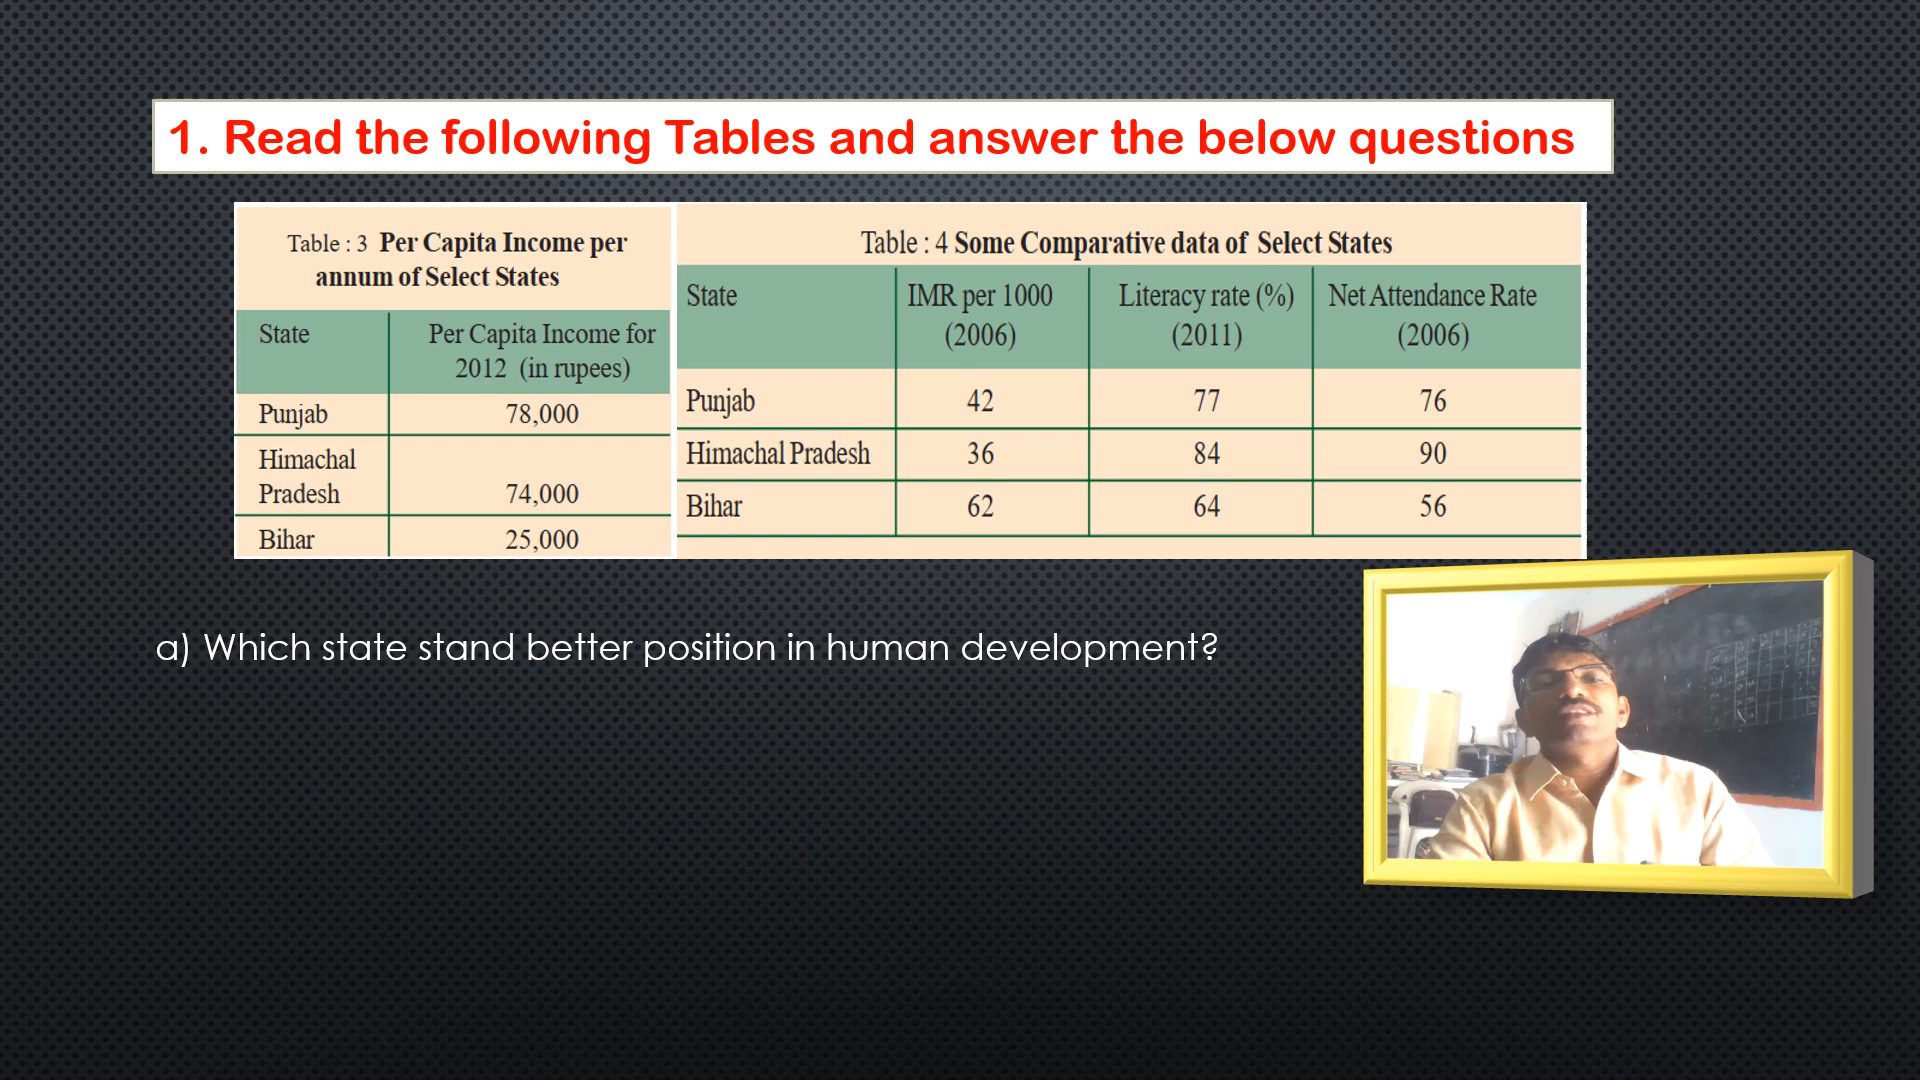 1. Read the following Tables and answer the below questions
Table : 3 Per Capita Income per
annum of Select States
State Per Capita Income for
2012 (in rupees)
Punjab 78,000
Himachal
Pradesh 74,000
Bihar 25,000
Table : 4 Some Comparative data of Select States
State IMR per 1000 Literacy rate (%) Net Attendance Rate
(2006) (2011) (2006)
Punjab 42 77 76
Himachal Pradesh 36 84 90
Bihar 62 64 56
a) Which state stand better position in human development?